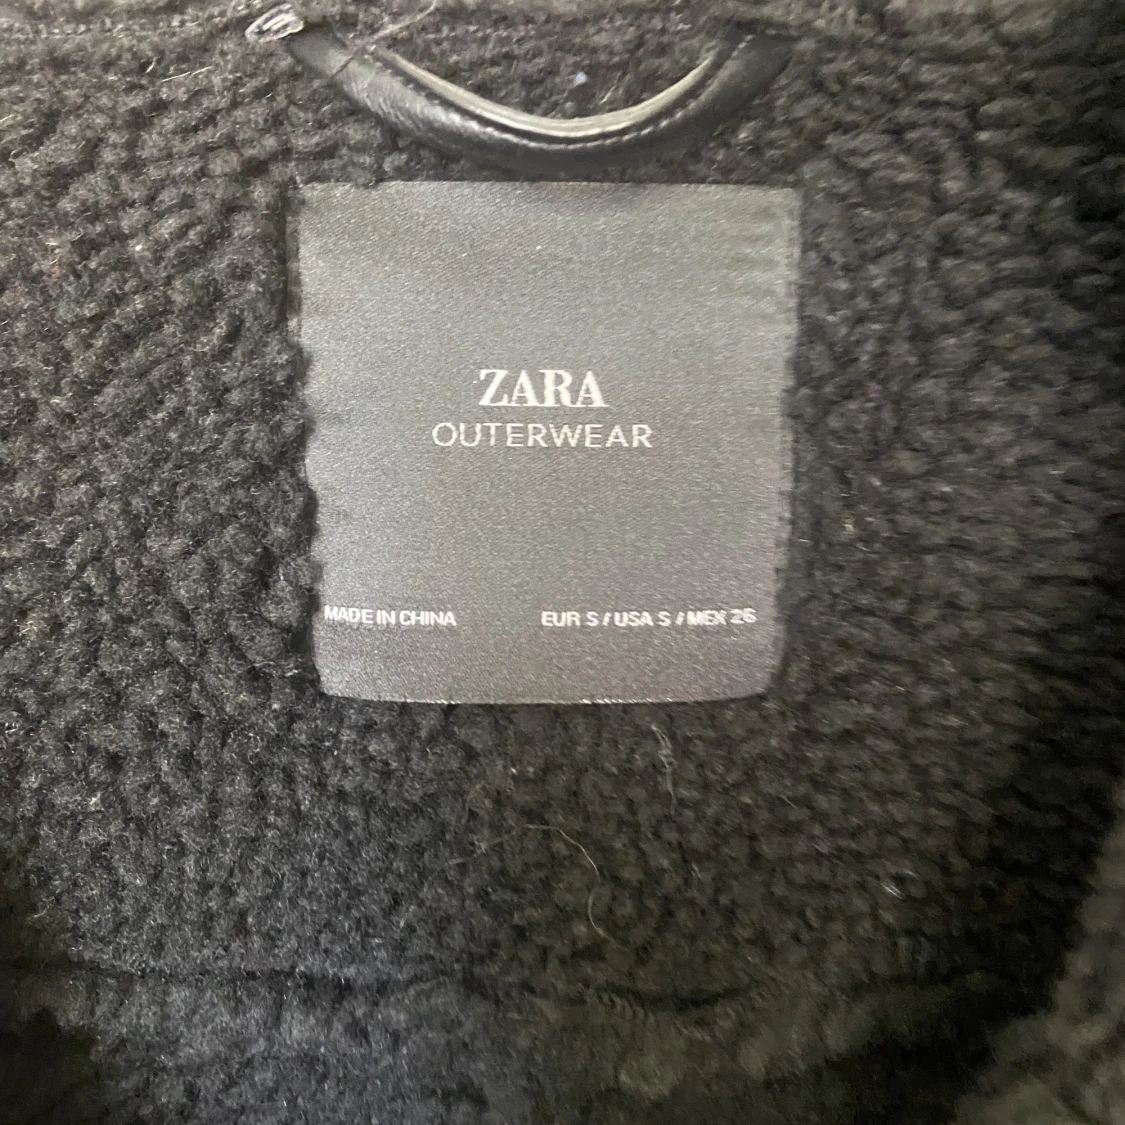 ZARA
OUTERWEAR
MADE IN CHINA
EUR S / USA S / MEX 26